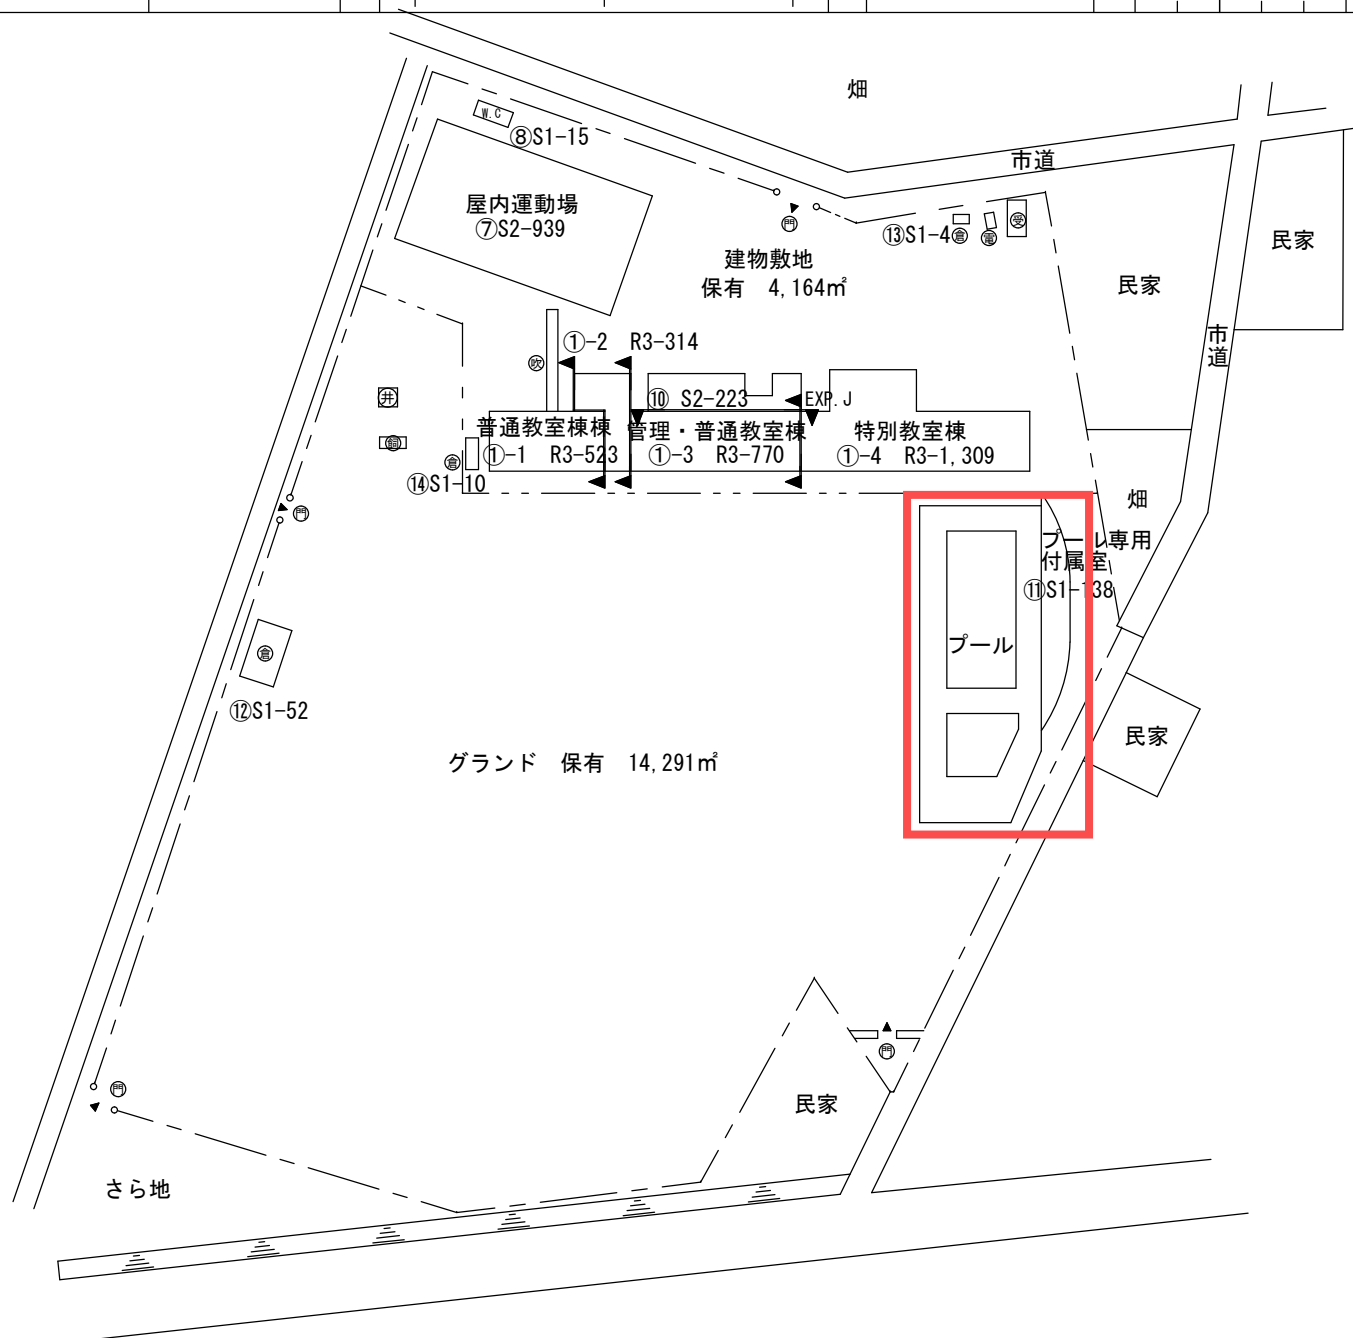 畑
W.C
⑧S1-15
市道
屋内運動場
⑦S2-939
門
⑬S1-4
倉
電
受
民家
建物敷地
保有 4,164㎡
民家
市道
①-2 R3-314
吹
井
飼
⑩ S2-223
EXP.J
普通教室棟棟
①-1 R3-523
管理・普通教室棟
①-3 R3-770
特別教室棟
①-4 R3-1,309
倉
⑭S1-10
畑
門
プール専用
付属室
⑪S1-138
プール
倉
⑫S1-52
民家
グランド 保有 14,291㎡
門
門
民家
さら地